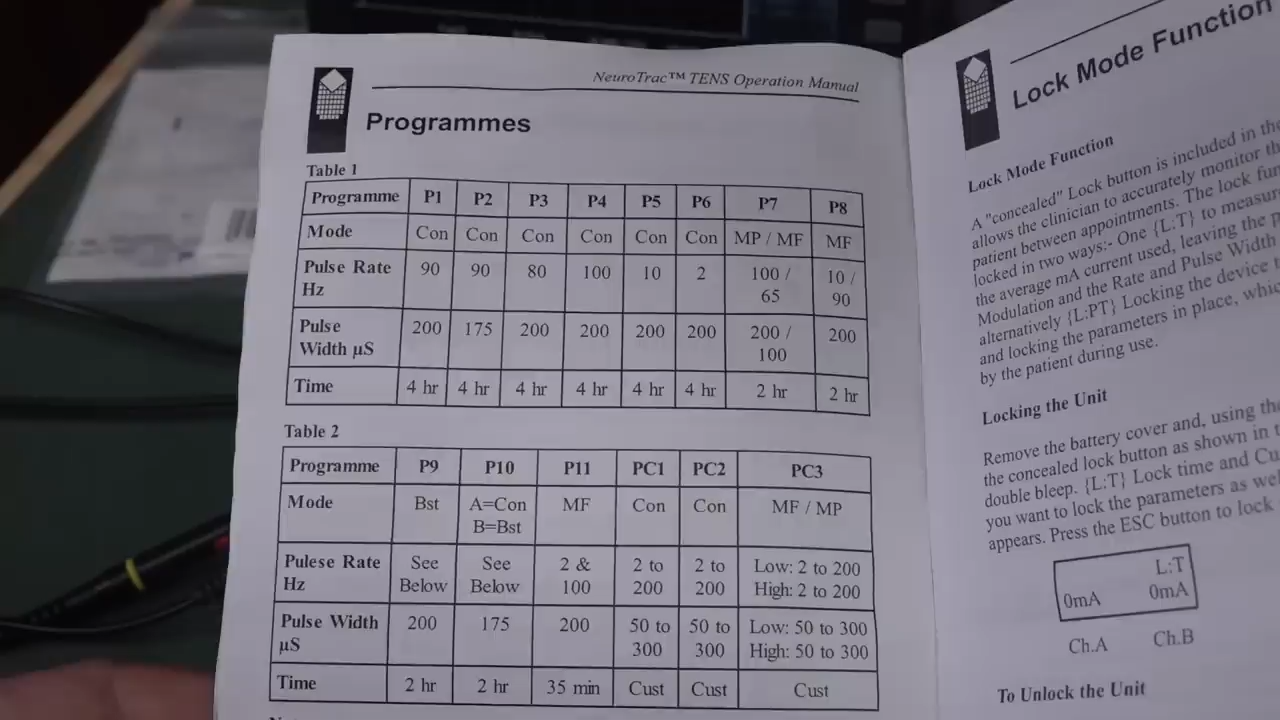 NeuroTrac™ TENS Operation Manual
Programmes
Table 1
Programme P1 P2 P3 P4 P5 P6 P7 P8
Mode Con Con Con Con Con Con MP / MF MF
Pulse Rate 90 90 80 100 10 2 100 / 10 /
Hz 65 90
Pulse 200 175 200 200 200 200 200 / 200
Width µS 100
Time 4 hr 4 hr 4 hr 4 hr 4 hr 4 hr 2 hr 2 hr
Table 2
Programme P9 P10 P11 PC1 PC2 PC3
Mode Bst A=Con MF Con Con MF / MP
B=Bst
Pulese Rate See See 2 & 2 to 2 to Low: 2 to 200
Hz Below Below 100 200 200 High: 2 to 200
Pulse Width 200 175 200 50 to 50 to Low: 50 to 300
µS 300 300 High: 50 to 300
Time 2 hr 2 hr 35 min Cust Cust Cust
Lock Mode Function
Lock Mode Function
A "concealed" Lock button is included in the
allows the clinician to accurately monitor
patient between appointments. The lock
locked in two ways:- One {L:T} to
the average mA current used, leaving the
Modulation and the Rate and Pulse Width
alternatively {L:PT} Locking the device
and locking the parameters in place,
by the patient during use.
Locking the Unit
Remove the battery cover and, using the
the concealed lock button as shown in
double bleep. {L:T} Lock time and
you want to lock the parameters as
appears. Press the ESC button to lock
L:T
0mA 0mA
Ch.A Ch.B
To Unlock the Unit